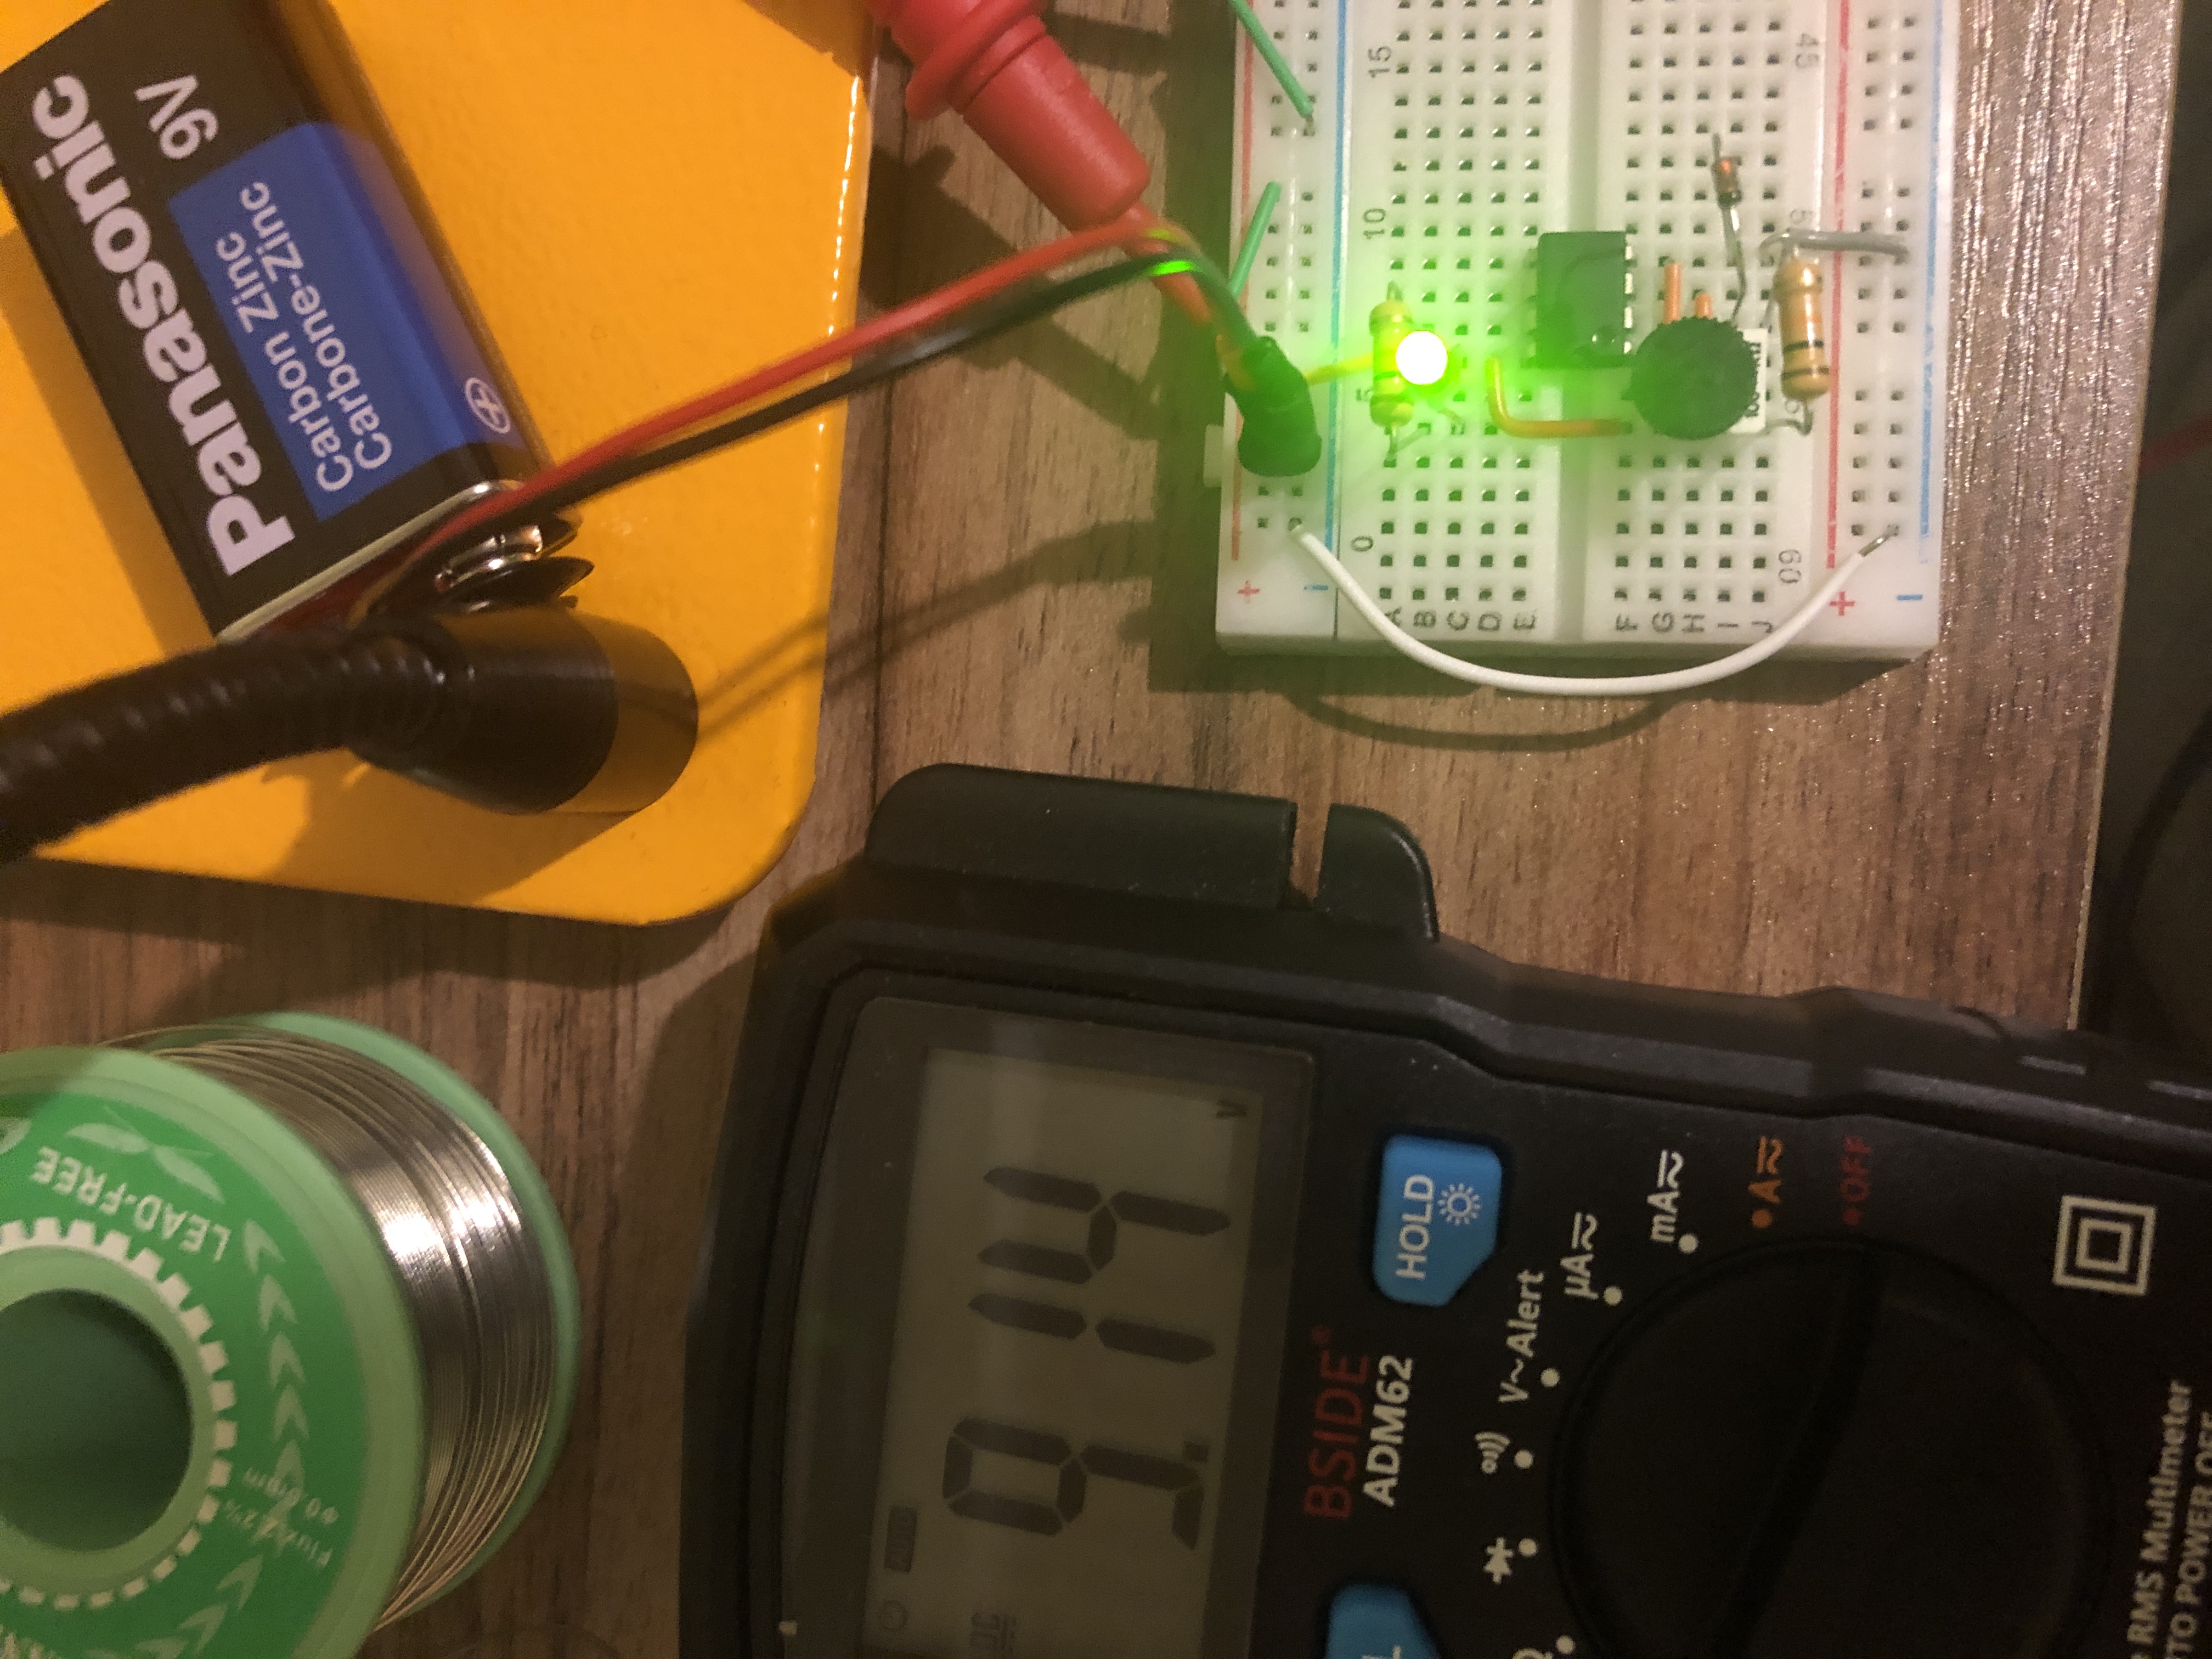 LEAD-FREE
Panasonic
9V
Carbon Zinc
Carbone-Zinc
AUTO
DC
9.14
V
BSIDE®
ADM62
HOLD
V~Alert
μA
mA
A
OFF
RMS Multimeter
POWER OFF
+
0 5 10 15
A
B
C
D
E
F
G
H
I
J
60 45
+